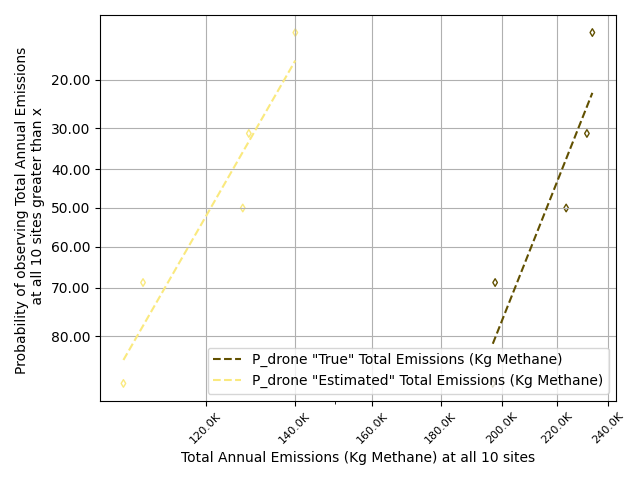 Probability of observing Total Annual Emissions
at all 10 sites greater than x
20.00
30.00
40.00
50.00
60.00
70.00
80.00
P_drone "True" Total Emissions (Kg Methane)
P_drone "Estimated" Total Emissions (Kg Methane)
120.0K
140.0K
160.0K
180.0K
200.0K
220.0K
240.0K
Total Annual Emissions (Kg Methane) at all 10 sites